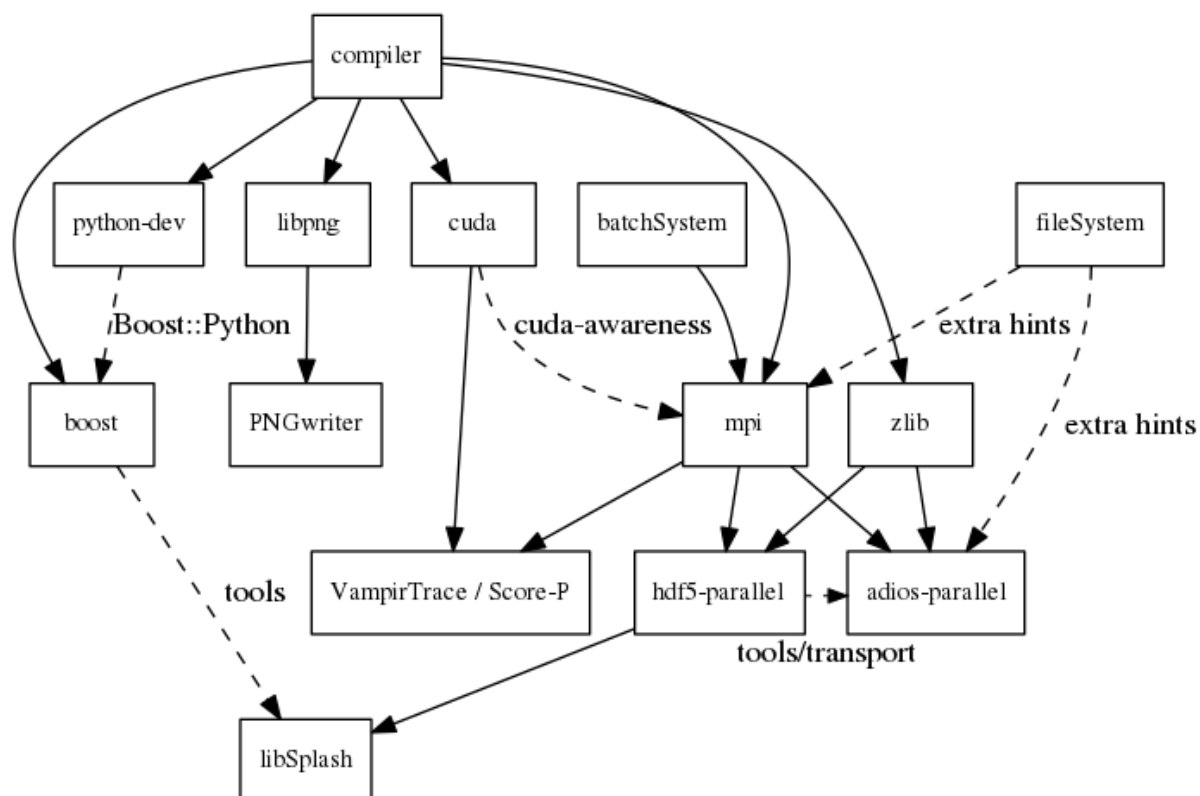 compiler
python-dev
libpng
cuda
batchSystem
fileSystem
Boost::Python
cuda-awareness
extra hints
boost
PNGwriter
mpi
zlib
extra hints
tools
VampirTrace / Score-P
hdf5-parallel
adios-parallel
tools/transport
libSplash